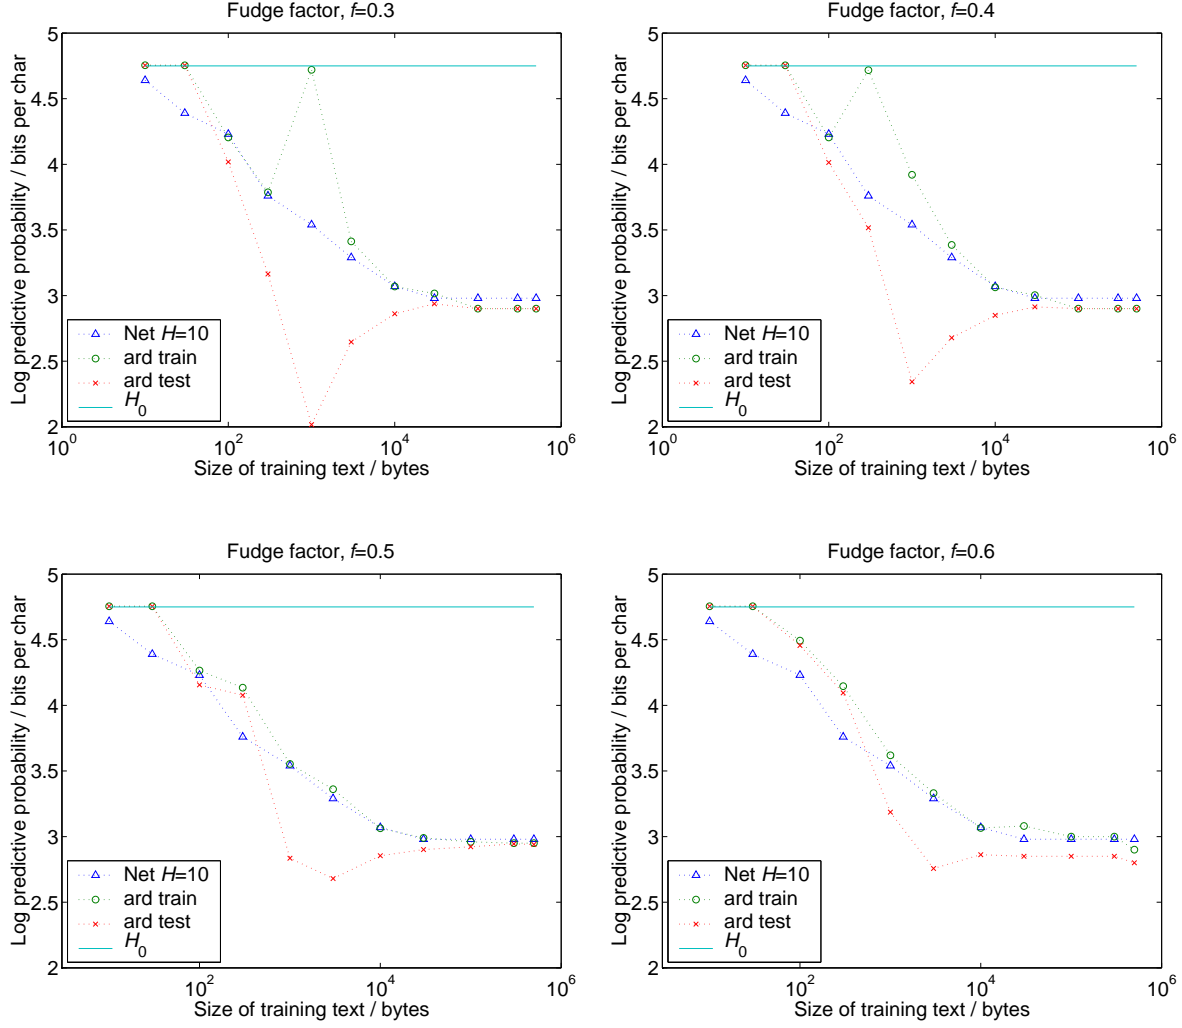 Fudge factor, f=0.3
5
4.5
4
3.5
3
2.5
2
Log predictive probability / bits per char
Net H=10
ard train
ard test
H0
10^0
10^2
10^4
10^6
Size of training text / bytes
Fudge factor, f=0.4
5
4.5
4
3.5
3
2.5
2
Log predictive probability / bits per char
Net H=10
ard train
ard test
H0
10^0
10^2
10^4
10^6
Size of training text / bytes
Fudge factor, f=0.5
5
4.5
4
3.5
3
2.5
2
Log predictive probability / bits per char
Net H=10
ard train
ard test
H0
10^2
10^4
10^6
Size of training text / bytes
Fudge factor, f=0.6
5
4.5
4
3.5
3
2.5
2
Log predictive probability / bits per char
Net H=10
ard train
ard test
H0
10^2
10^4
10^6
Size of training text / bytes